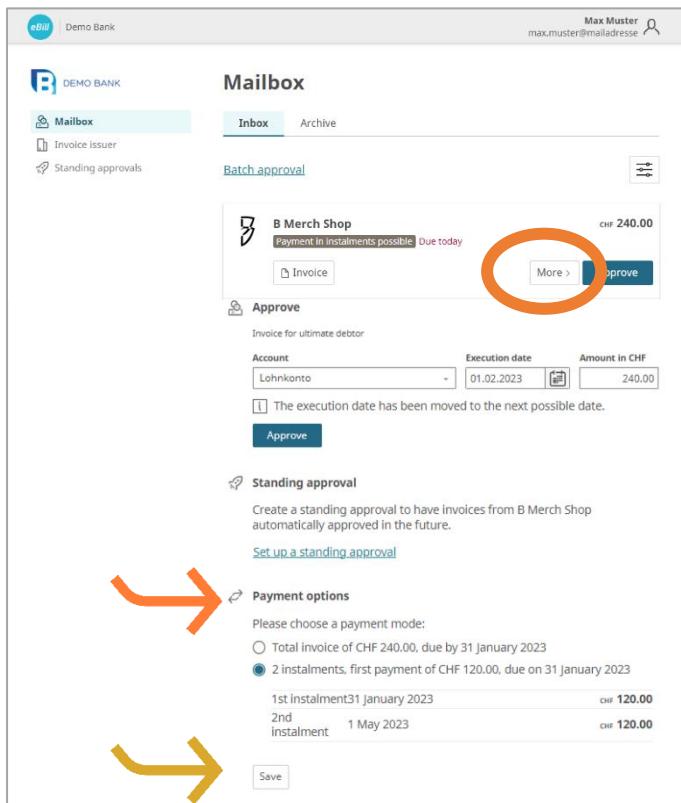 eBill Demo Bank
Max Muster
max.muster@mailadresse
DEMO BANK
Mailbox
Invoice issuer
Standing approvals
Mailbox
Inbox Archive
Batch approval
B Merch Shop CHF 240.00
Payment in instalments possible Due today
Invoice More > pprove
Approve
Invoice for ultimate debtor
Account Execution date Amount in CHF
Lohnkonto 01.02.2023 240.00
The execution date has been moved to the next possible date.
Approve
Standing approval
Create a standing approval to have invoices from B Merch Shop
automatically approved in the future.
Set up a standing approval
Payment options
Please choose a payment mode:
Total invoice of CHF 240.00, due by 31 January 2023
2 instalments, first payment of CHF 120.00, due on 31 January 2023
1st instalment31 January 2023 CHF 120.00
2nd
instalment 1 May 2023 CHF 120.00
Save